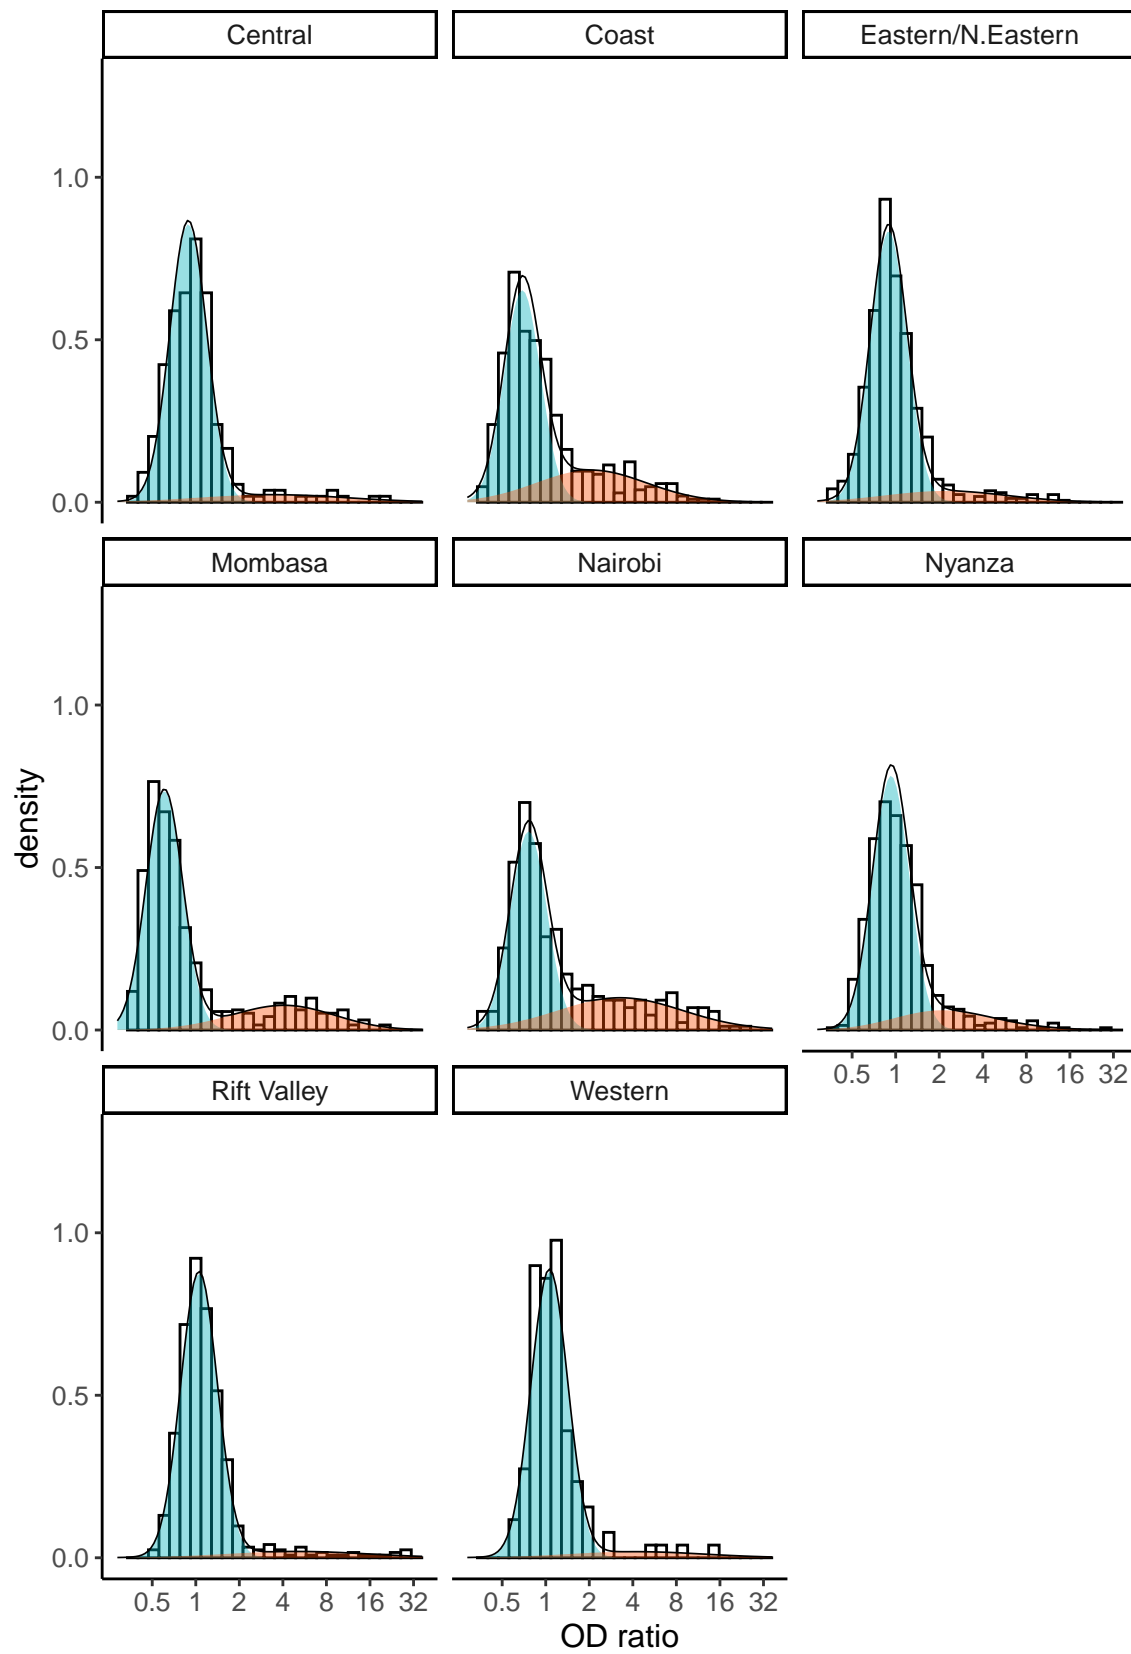 Central
Coast
Eastern/N.Eastern
1.0
0.5
0.0
Mombasa
Nairobi
Nyanza
1.0
0.5
0.0
0.5 1 2 4 8 16 32
Rift Valley
Western
1.0
0.5
0.0
0.5 1 2 4 8 16 32
0.5 1 2 4 8 16 32
OD ratio
density